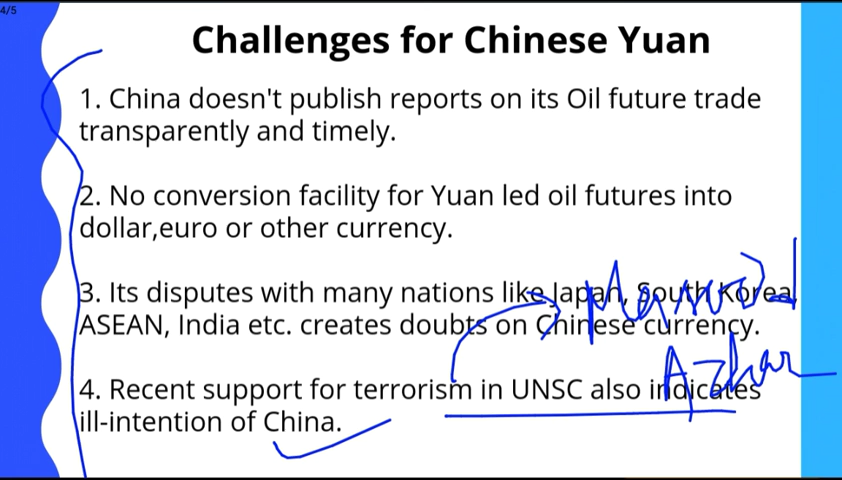 4/5
Challenges for Chinese Yuan
1. China doesn't publish reports on its Oil future trade
transparently and timely.
2. No conversion facility for Yuan led oil futures into
dollar,euro or other currency.
3. Its disputes with many nations like Japan, South Korea,
ASEAN, India etc. creates doubts on Chinese currency.
Masood
Azhar
4. Recent support for terrorism in UNSC also indicates
ill-intention of China.